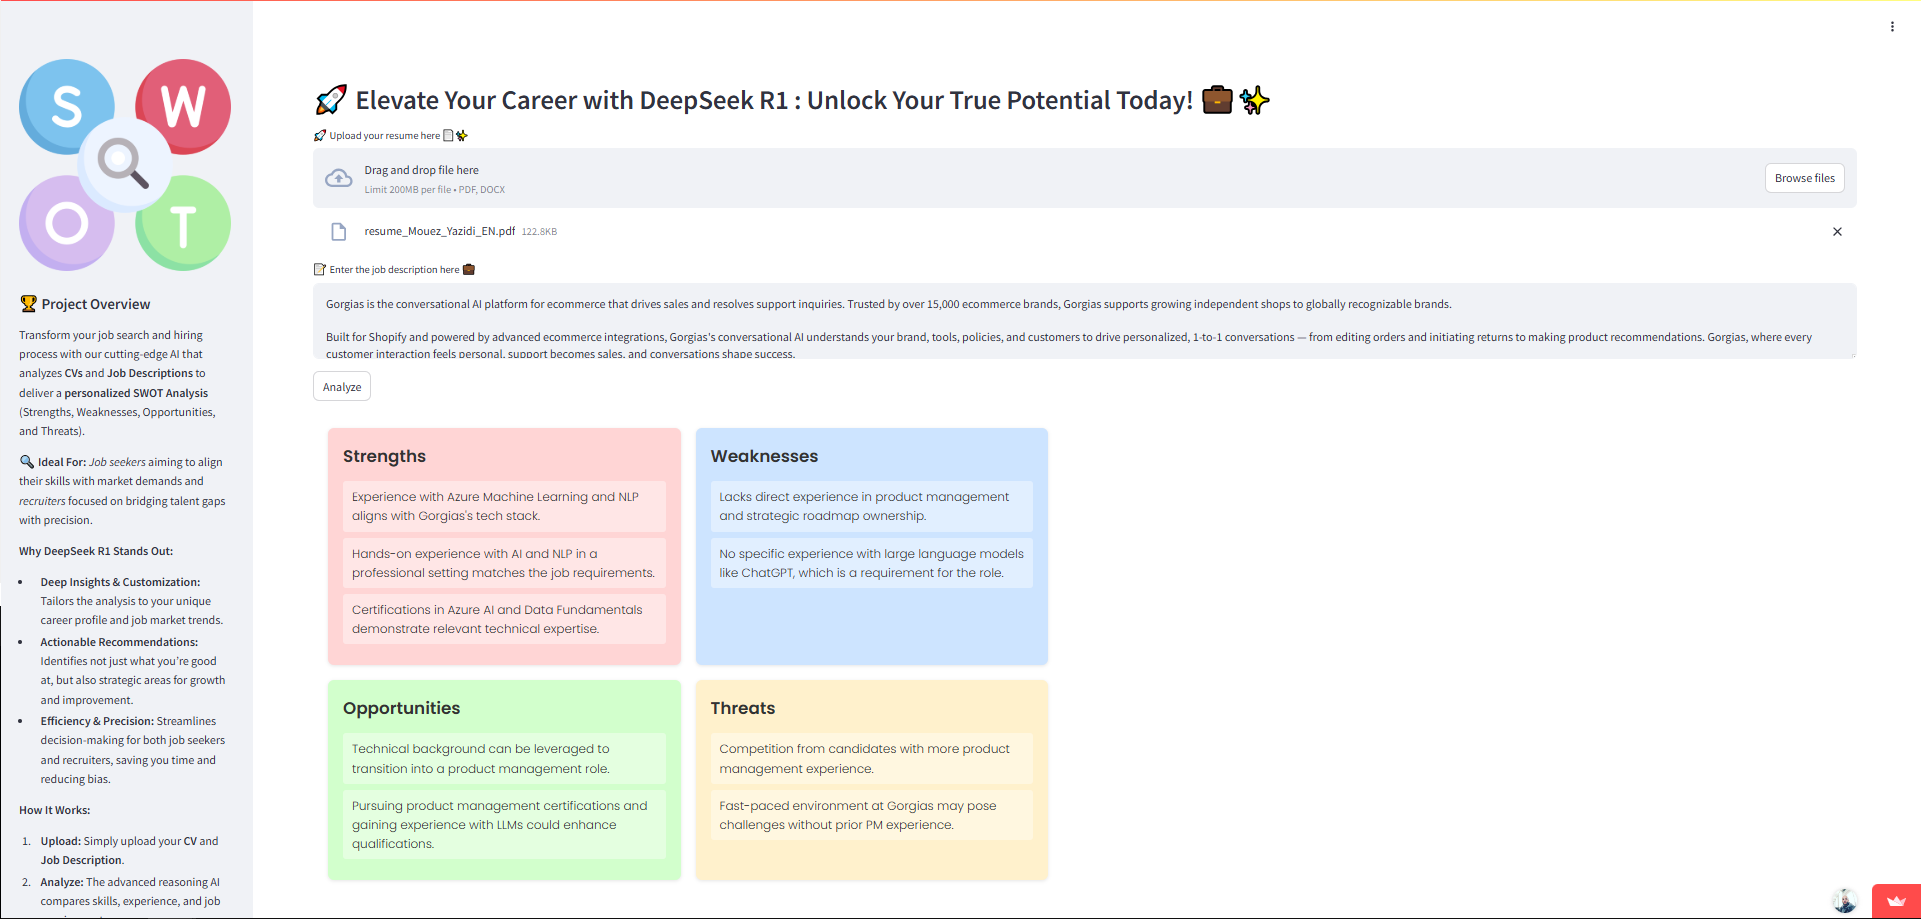 S
W
O
T
🏆 Project Overview
Transform your job search and hiring
process with our cutting-edge AI that
analyzes CVs and Job Descriptions to
deliver a personalized SWOT Analysis
(Strengths, Weaknesses, Opportunities,
and Threats).
🔍 Ideal For: Job seekers aiming to align
their skills with market demands and
recruiters focused on bridging talent gaps
with precision.
Why DeepSeek R1 Stands Out:
• Deep Insights & Customization:
Tailors the analysis to your unique
career profile and job market trends.
• Actionable Recommendations:
Identifies not just what you're good
at, but also strategic areas for growth
and improvement.
• Efficiency & Precision: Streamlines
decision-making for both job seekers
and recruiters, saving you time and
reducing bias.
How It Works:
1. Upload: Simply upload your CV and
Job Description.
2. Analyze: The advanced reasoning AI
compares skills, experience, and job
🚀 Elevate Your Career with DeepSeek R1 : Unlock Your True Potential Today! 💼✨
🚀 Upload your resume here 📄✨
Drag and drop file here
Limit 200MB per file • PDF, DOCX
Browse files
resume_Mouez_Yazidi_EN.pdf 122.8KB
📝 Enter the job description here 💼
Gorgias is the conversational AI platform for ecommerce that drives sales and resolves support inquiries. Trusted by over 15,000 ecommerce brands, Gorgias supports growing independent shops to globally recognizable brands.
Built for Shopify and powered by advanced ecommerce integrations, Gorgias's conversational AI understands your brand, tools, policies, and customers to drive personalized, 1-to-1 conversations — from editing orders and initiating returns to making product recommendations. Gorgias, where every
customer interaction feels personal, support becomes sales, and conversations shape success.
Analyze
Strengths
Experience with Azure Machine Learning and NLP
aligns with Gorgias's tech stack.
Hands-on experience with AI and NLP in a
professional setting matches the job requirements.
Certifications in Azure AI and Data Fundamentals
demonstrate relevant technical expertise.
Weaknesses
Lacks direct experience in product management
and strategic roadmap ownership.
No specific experience with large language models
like ChatGPT, which is a requirement for the role.
Opportunities
Technical background can be leveraged to
transition into a product management role.
Pursuing product management certifications and
gaining experience with LLMs could enhance
qualifications.
Threats
Competition from candidates with more product
management experience.
Fast-paced environment at Gorgias may pose
challenges without prior PM experience.